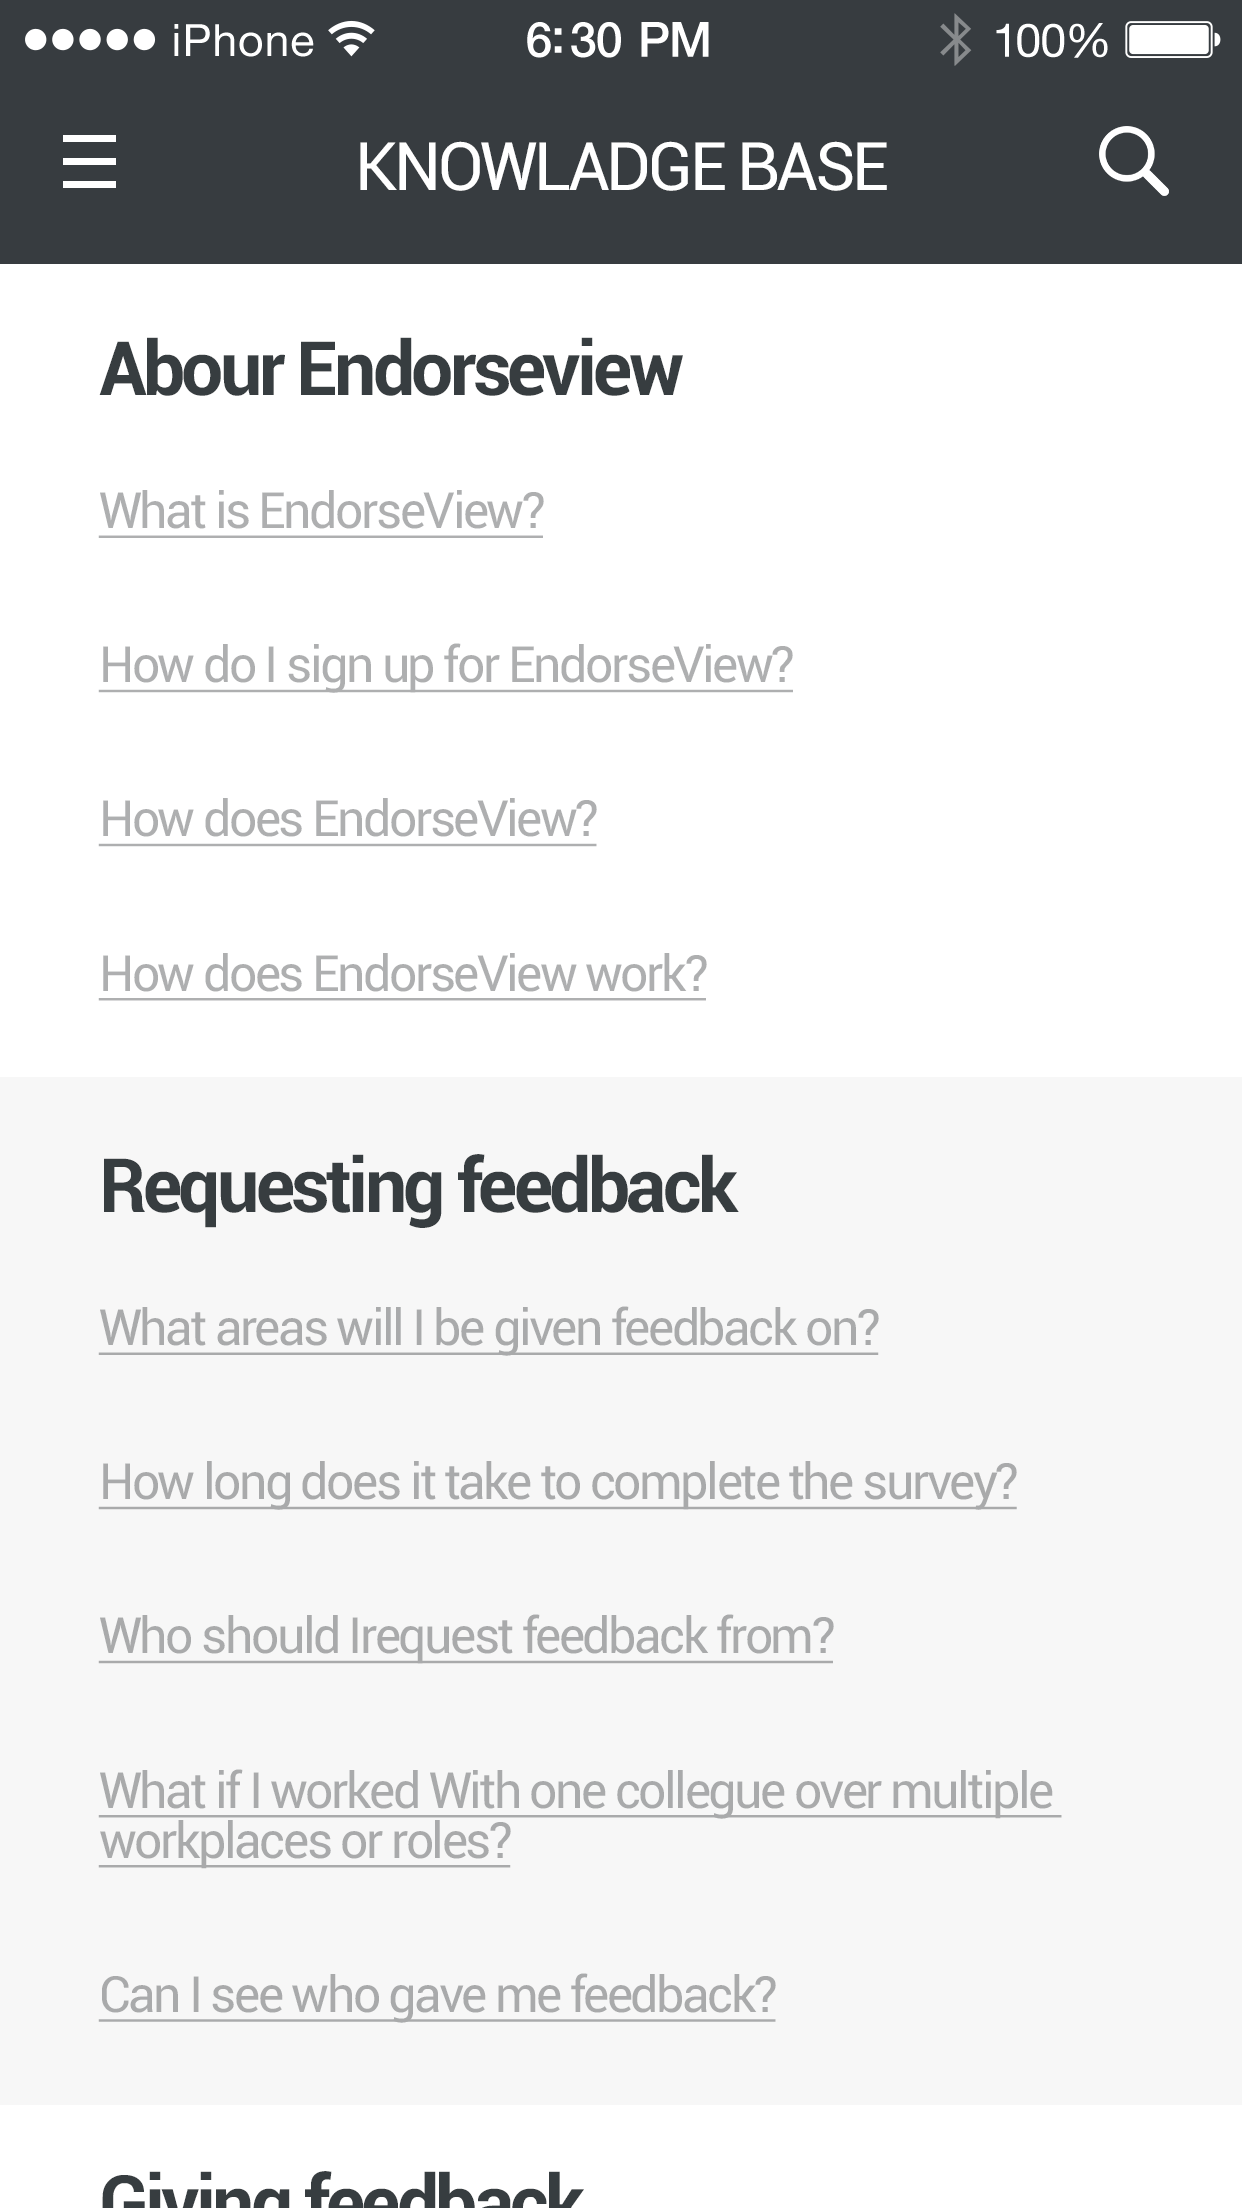 iPhone 6:30 PM 100%
KNOWLADGE BASE
Abour Endorseview
What is EndorseView?
How do I sign up for EndorseView?
How does EndorseView?
How does EndorseView work?
Requesting feedback
What areas will I be given feedback on?
How long does it take to complete the survey?
Who should Irequest feedback from?
What if I worked With one collegue over multiple
workplaces or roles?
Can I see who gave me feedback?
Giving feedback